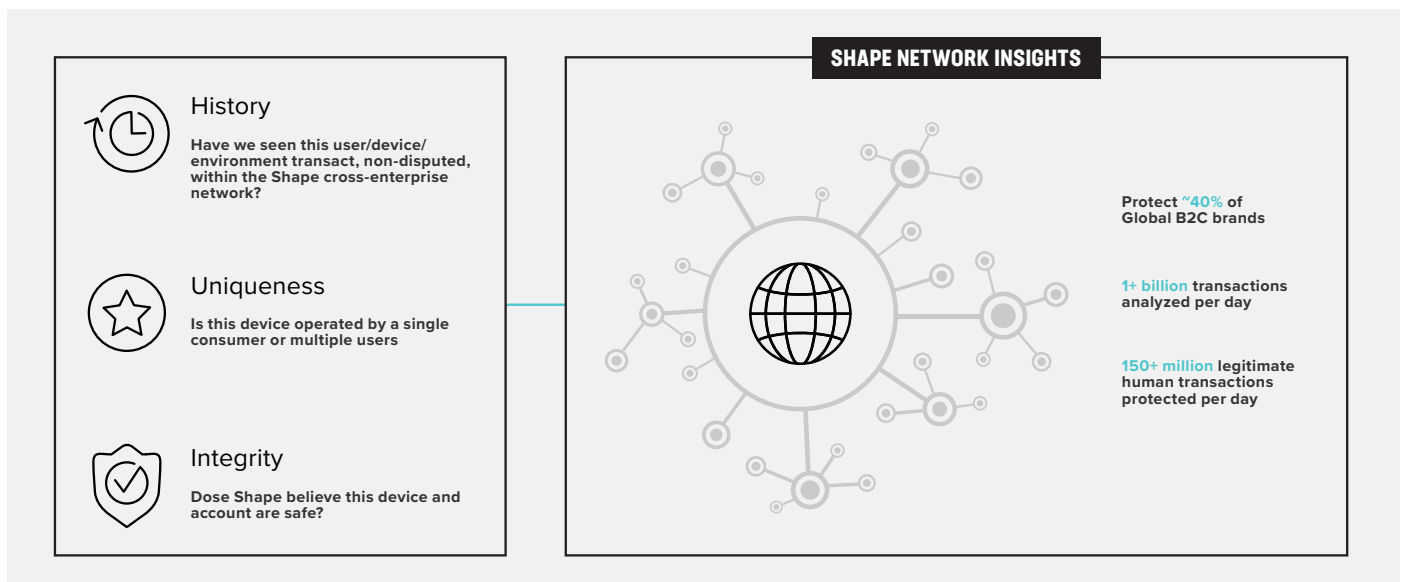 History
Have we seen this user/device/
environment transact, non-disputed,
within the Shape cross-enterprise
network?
Uniqueness
Is this device operated by a single
consumer or multiple users
Integrity
Dose Shape believe this device and
account are safe?
SHAPE NETWORK INSIGHTS
Protect ~40% of
Global B2C brands
1+ billion transactions
analyzed per day
150+ million legitimate
human transactions
protected per day